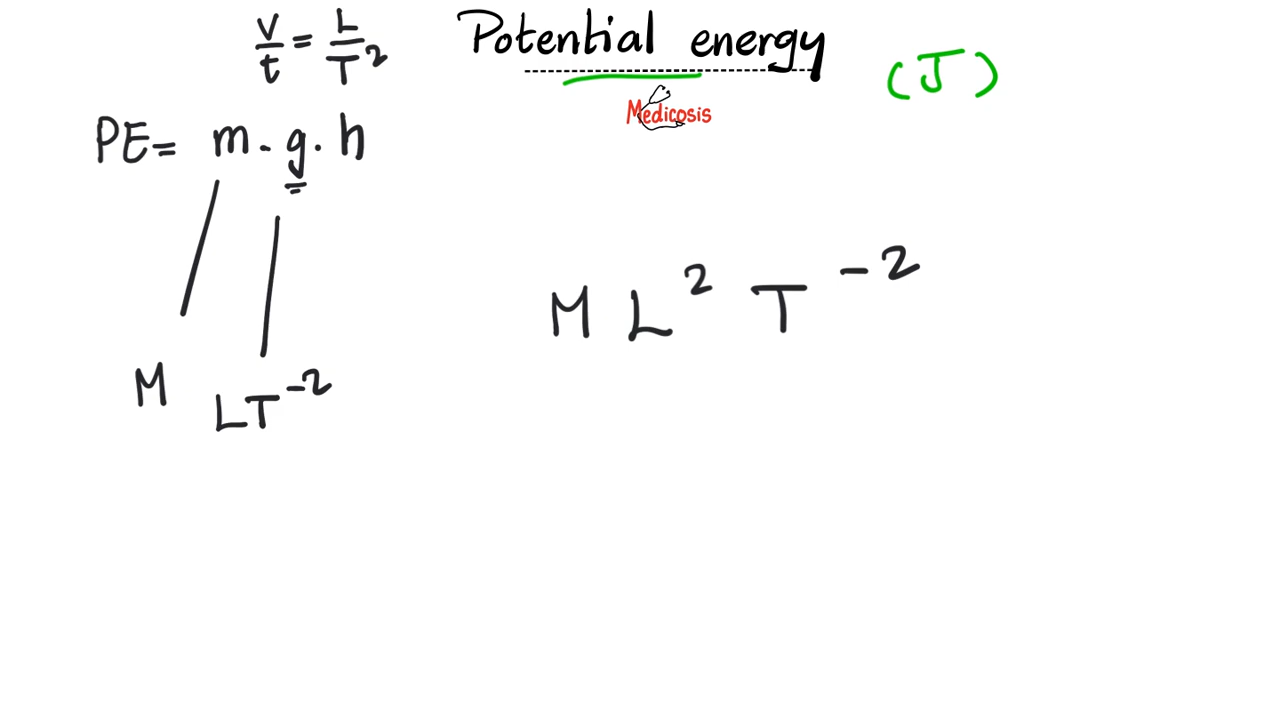 Potential energy
(J)
Medicosis
V/t = L/T²
PE= m. g. h
M L² T⁻²
M LT⁻²